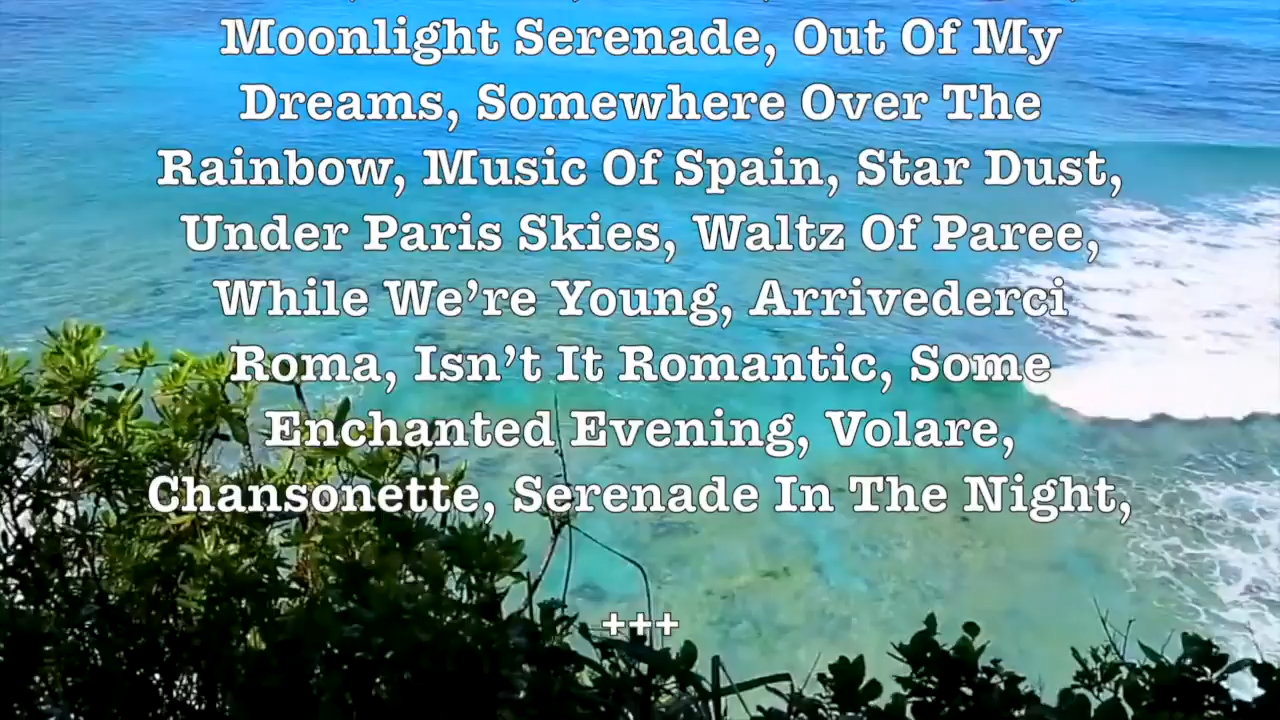 Moonlight Serenade, Out Of My
Dreams, Somewhere Over The
Rainbow, Music Of Spain, Star Dust,
Under Paris Skies, Waltz Of Paree,
While We’re Young, Arrivederci
Roma, Isn’t It Romantic, Some
Enchanted Evening, Volare,
Chansonette, Serenade In The Night,
+++